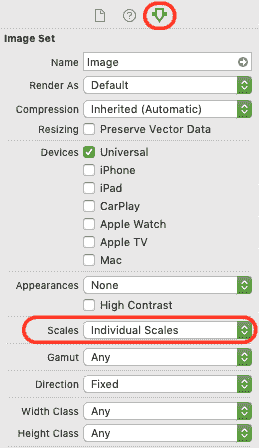 Image Set
Name Image
Render As Default
Compression Inherited (Automatic)
Resizing Preserve Vector Data
Devices Universal
iPhone
iPad
CarPlay
Apple Watch
Apple TV
Mac
Appearances None
High Contrast
Scales Individual Scales
Gamut Any
Direction Fixed
Width Class Any
Height Class Any